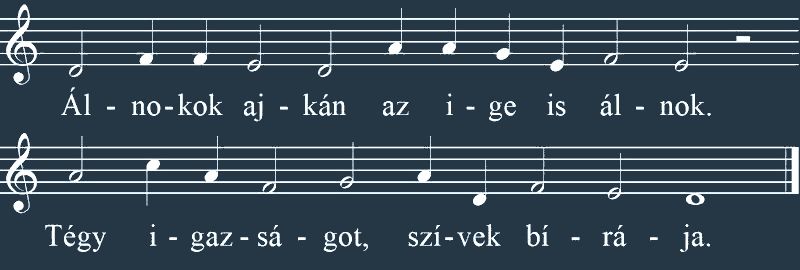 Ál - no - kok aj - kán az i - ge is ál - nok.
Tégy i - gaz - sá - got, szí - vek bí - rá - ja.